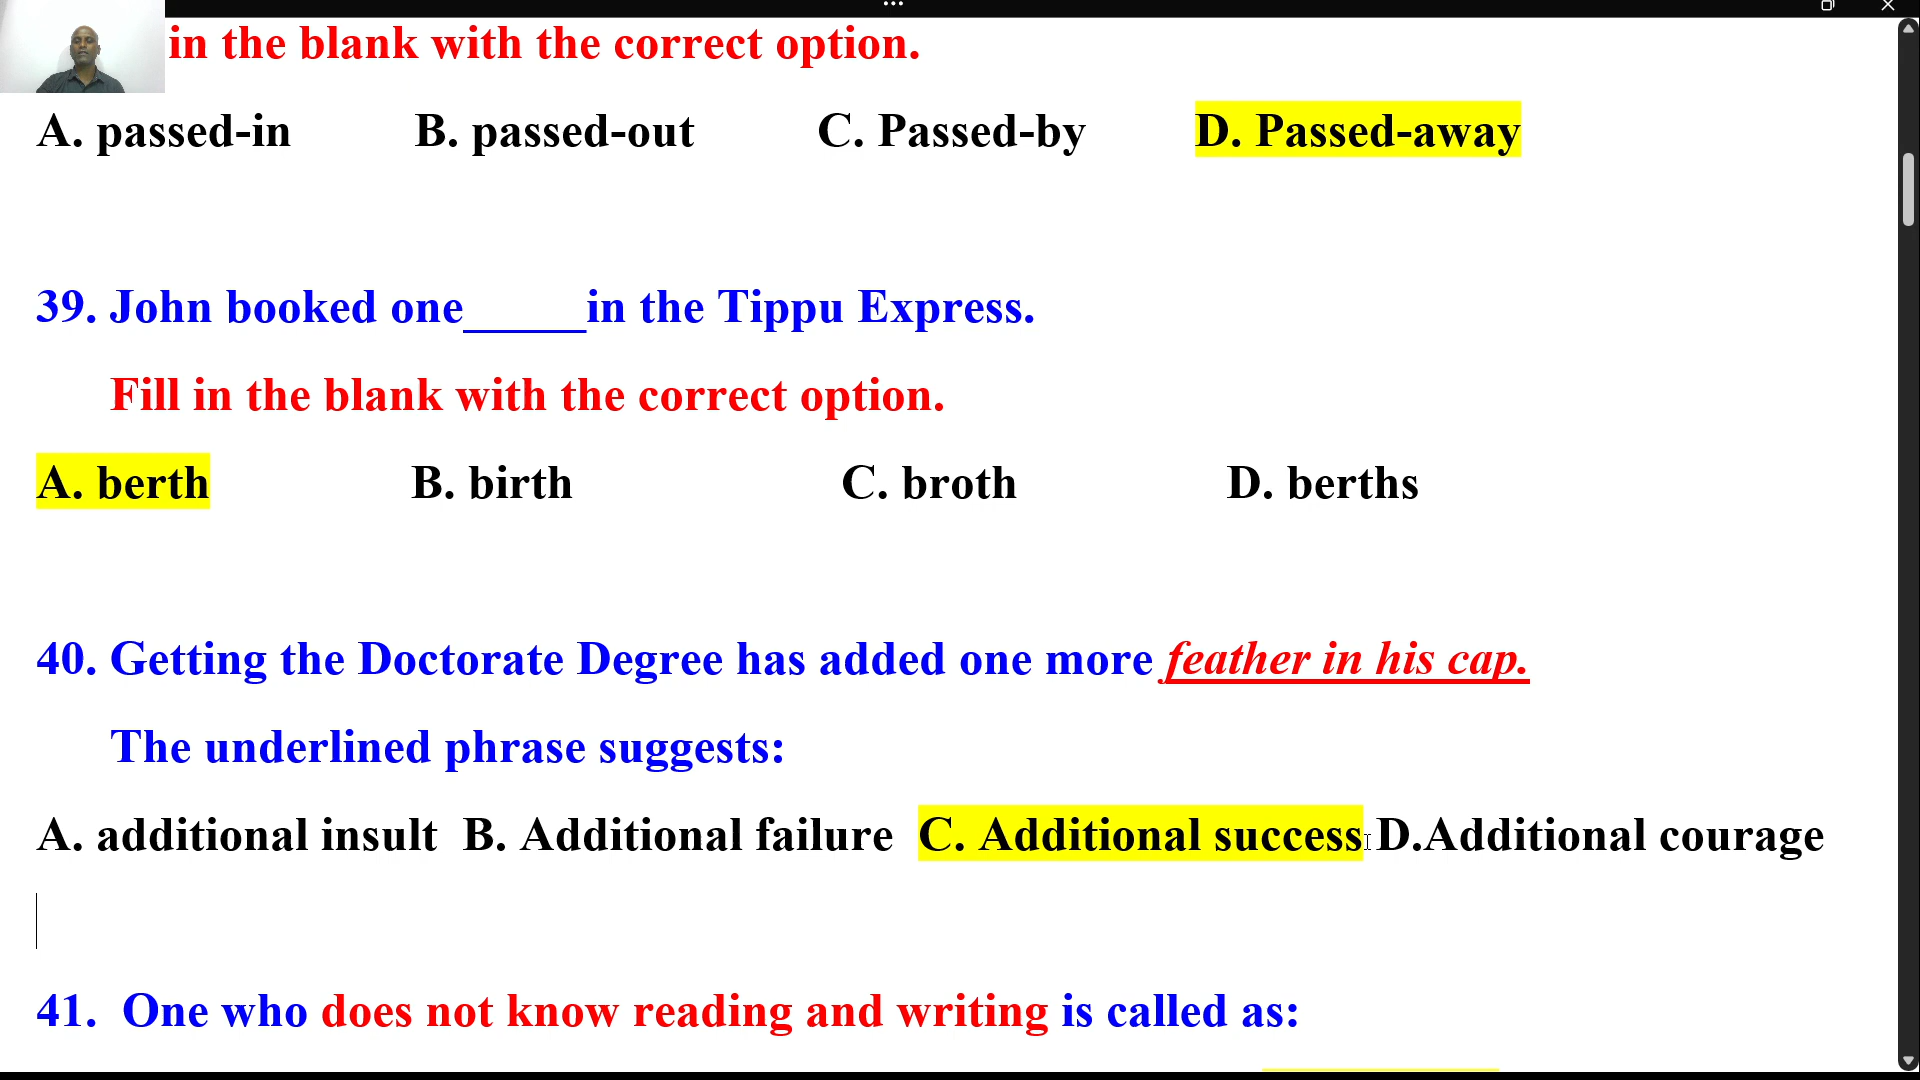 in the blank with the correct option.
A. passed-in B. passed-out C. Passed-by D. Passed-away
39. John booked one_____in the Tippu Express.
Fill in the blank with the correct option.
A. berth B. birth C. broth D. berths
40. Getting the Doctorate Degree has added one more feather in his cap.
The underlined phrase suggests:
A. additional insult B. Additional failure C. Additional success D.Additional courage
41. One who does not know reading and writing is called as: